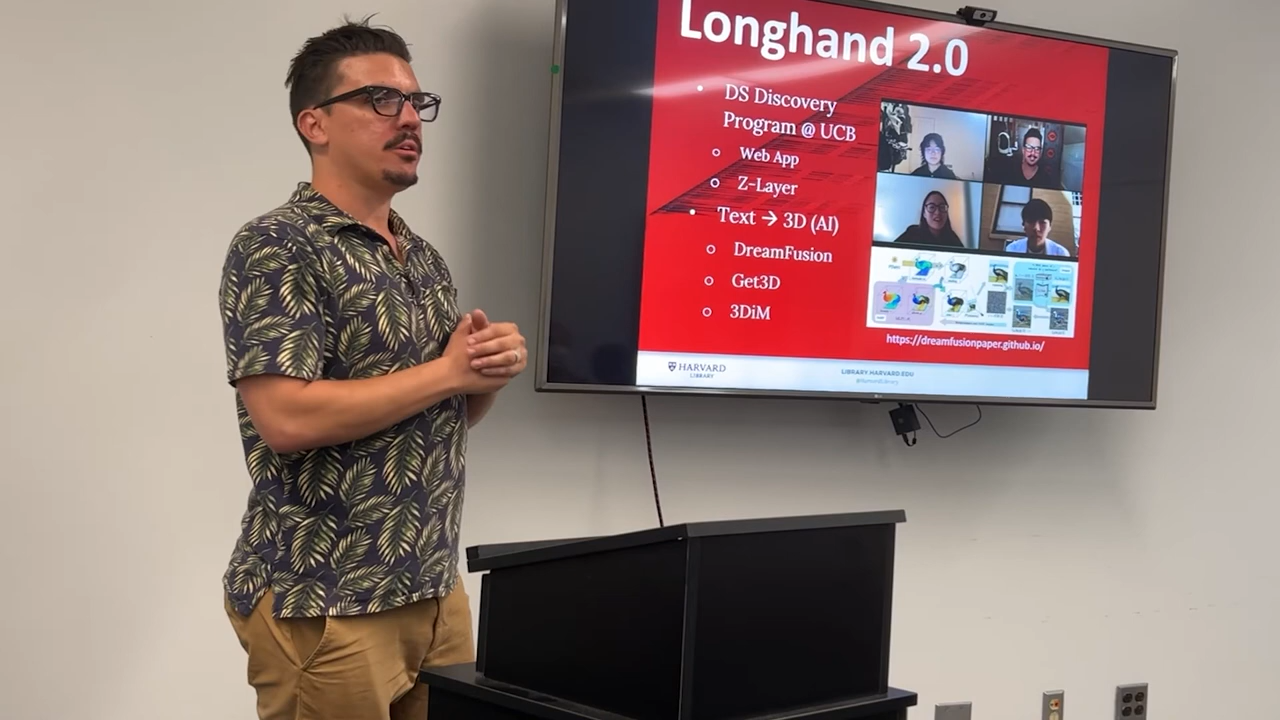 Longhand 2.0
• DS Discovery
Program @ UCB
○ Web App
○ Z-Layer
• Text → 3D (AI)
○ DreamFusion
○ Get3D
○ 3DiM
https://dreamfusionpaper.github.io/
HARVARD
LIBRARY
LIBRARY.HARVARD.EDU
LG